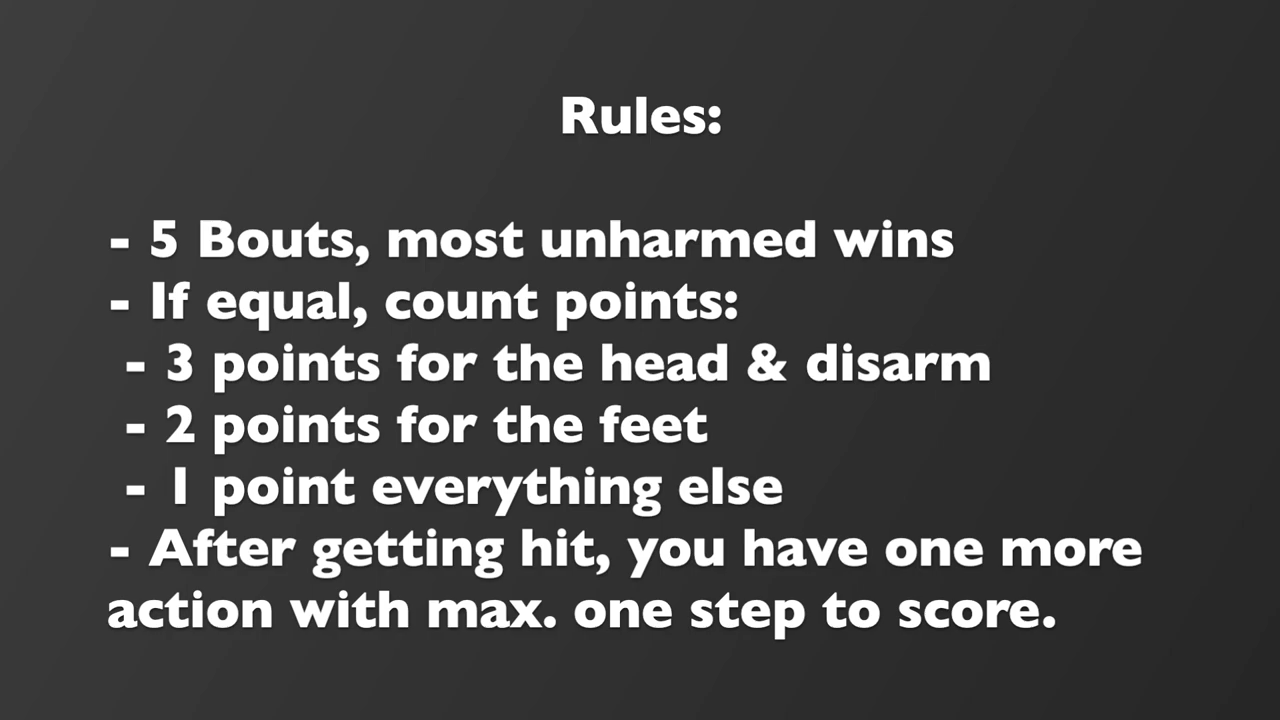 Rules:
- 5 Bouts, most unharmed wins
- If equal, count points:
- 3 points for the head & disarm
- 2 points for the feet
- 1 point everything else
- After getting hit, you have one more
action with max. one step to score.